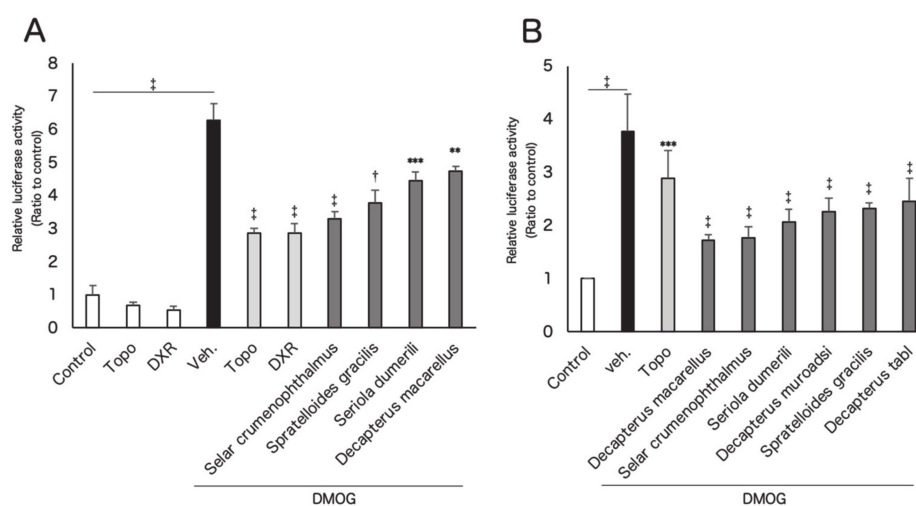 A
Relative luciferase activity
(Ratio to control)
8
7
6
5
4
3
2
1
0
‡
‡
‡
‡
†
***
**
Control
Topo
DXR
Veh.
Topo
DXR
Selar crumenophthalmus
Spratelloides gracilis
Seriola dumerili
Decapterus macarellus
DMOG
B
Relative luciferase activity
(Ratio to control)
5
4
3
2
1
0
‡
***
‡
‡
‡
‡
‡
‡
Control
veh.
Topo
Decapterus macarellus
Selar crumenophthalmus
Seriola dumerili
Decapterus muroadsi
Spratelloides gracilis
Decapterus tabl
DMOG